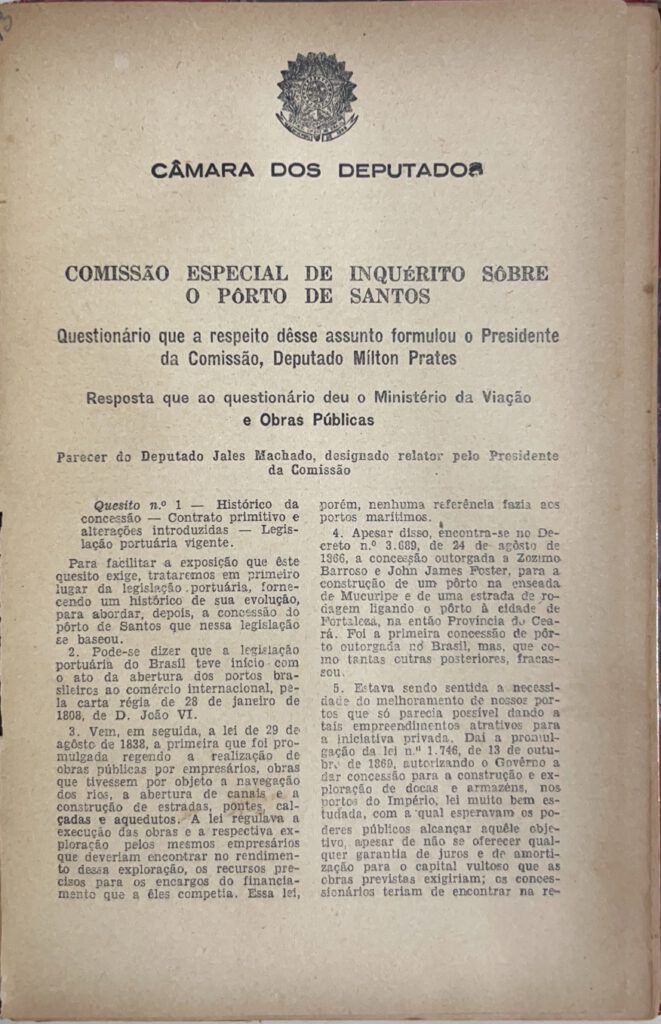 CÂMARA DOS DEPUTADOS
COMISSÃO ESPECIAL DE INQUÉRITO SÔBRE
O PÔRTO DE SANTOS
Questionário que a respeito dêsse assunto formulou o Presidente
da Comissão, Deputado Mílton Prates
Resposta que ao questionário deu o Ministério da Viação
e Obras Públicas
Parecer do Deputado Jales Machado, designado relator pelo Presidente
da Comissão
Quesito n.º 1 — Histórico da
concessão — Contrato primitivo e
alterações introduzidas — Legis-
lação portuária vigente.
Para facilitar a exposição que êste
quesito exige, trataremos em primeiro
lugar da legislação portuária, forne-
cendo um histórico de sua evolução,
para abordar, depois, a concessão do
pôrto de Santos que nessa legislação
se baseou.
2. Pode-se dizer que a legislação
portuária do Brasil teve início com
o ato da abertura dos portos bra-
sileiros ao comércio internacional, pe-
la carta régia de 28 de janeiro de
1808, de D. João VI.
3. Vem, em seguida, a lei de 29 de
agôsto de 1838, a primeira que foi pro-
mulgada regendo a realização de
obras públicas por empresários, obras
que tivessem por objeto a navegação
dos rios, a abertura de canais e a
construção de estradas, pontes, cal-
çadas e aquedutos. A lei regulava a
execução das obras e a respectiva ex-
ploração pelos mesmos empresários
que deveriam encontrar no rendimen-
to dessa exploração, os recursos pre-
cisos para os encargos do financia-
mento que a êles competia. Essa lei,
porém, nenhuma referência fazia aos
portos marítimos.
4. Apesar disso, encontra-se no De-
creto n.º 3.689, de 24 de agôsto de
1866, a concessão outorgada a Zozimo
Barroso e John James Foster, para a
construção de um pôrto na enseada
de Mucuripe e de uma estrada de ro-
dagem ligando o pôrto à cidade de
Fortaleza, na então Província do Cea-
rá. Foi a primeira concessão de pôr-
to outorgada no Brasil, mas, que co-
mo tantas outras posteriores, fracas-
sou.
5. Estava sendo sentida a necessi-
dade do melhoramento de nossos por-
tos que só parecia possível dando a
tais empreendimentos atrativos para
a iniciativa privada. Daí a promul-
gação da lei n.º 1.746, de 13 de outu-
bro de 1869, autorizando o Govêrno a
dar concessão para a construção e ex-
ploração de docas e armazéns, nos
portos do Império, lei muito bem es-
tudada, com a qual esperavam os po-
deres públicos alcançar aquêle obje-
tivo, apesar de não se oferecer qual-
quer garantia de juros e de amorti-
zação para o capital vultoso que as
obras previstas exigiriam; os conces-
sionários teriam de encontrar na re-